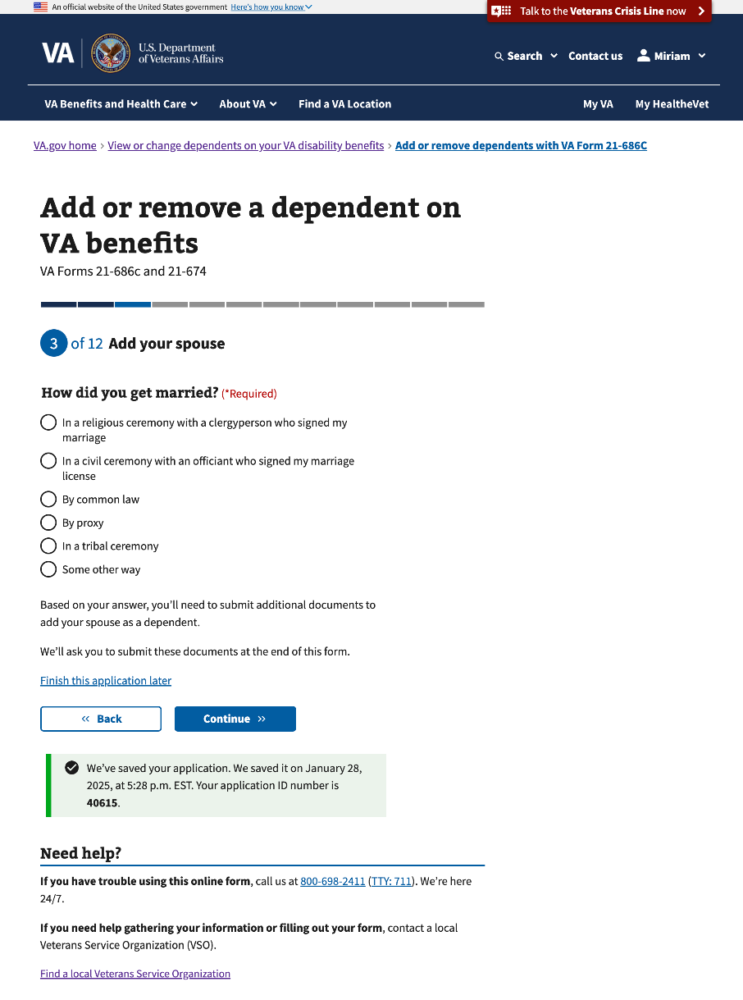 An official website of the United States government Here's how you know
Talk to the Veterans Crisis Line now
VA
U.S. Department
of Veterans Affairs
Search
Contact us
Miriam
VA Benefits and Health Care
About VA
Find a VA Location
My VA
My HealtheVet
VA.gov home › View or change dependents on your VA disability benefits › Add or remove dependents with VA Form 21-686C
Add or remove a dependent on
VA benefits
VA Forms 21-686c and 21-674
3 of 12 Add your spouse
How did you get married? (*Required)
In a religious ceremony with a clergyperson who signed my
marriage
In a civil ceremony with an officiant who signed my marriage
license
By common law
By proxy
In a tribal ceremony
Some other way
Based on your answer, you’ll need to submit additional documents to
add your spouse as a dependent.
We’ll ask you to submit these documents at the end of this form.
Finish this application later
« Back
Continue »
We’ve saved your application. We saved it on January 28,
2025, at 5:28 p.m. EST. Your application ID number is
40615.
Need help?
If you have trouble using this online form, call us at 800-698-2411 (TTY: 711). We’re here
24/7.
If you need help gathering your information or filling out your form, contact a local
Veterans Service Organization (VSO).
Find a local Veterans Service Organization